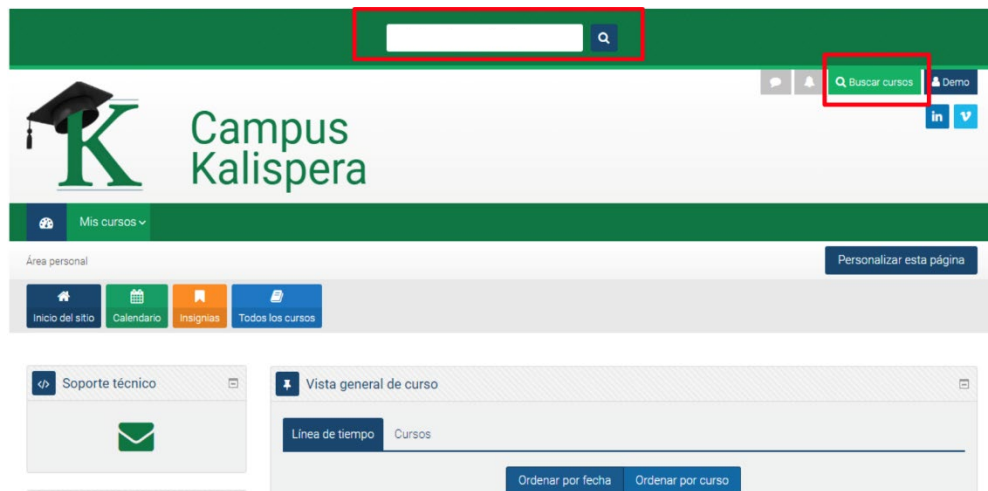 Buscar cursos Demo
in
K Campus
Kalispera
Mis cursos
Área personal Personalizar esta página
Inicio del sitio Calendario Insignias Todos los cursos
Soporte técnico Vista general de curso
Línea de tiempo Cursos
Ordenar por fecha Ordenar por curso